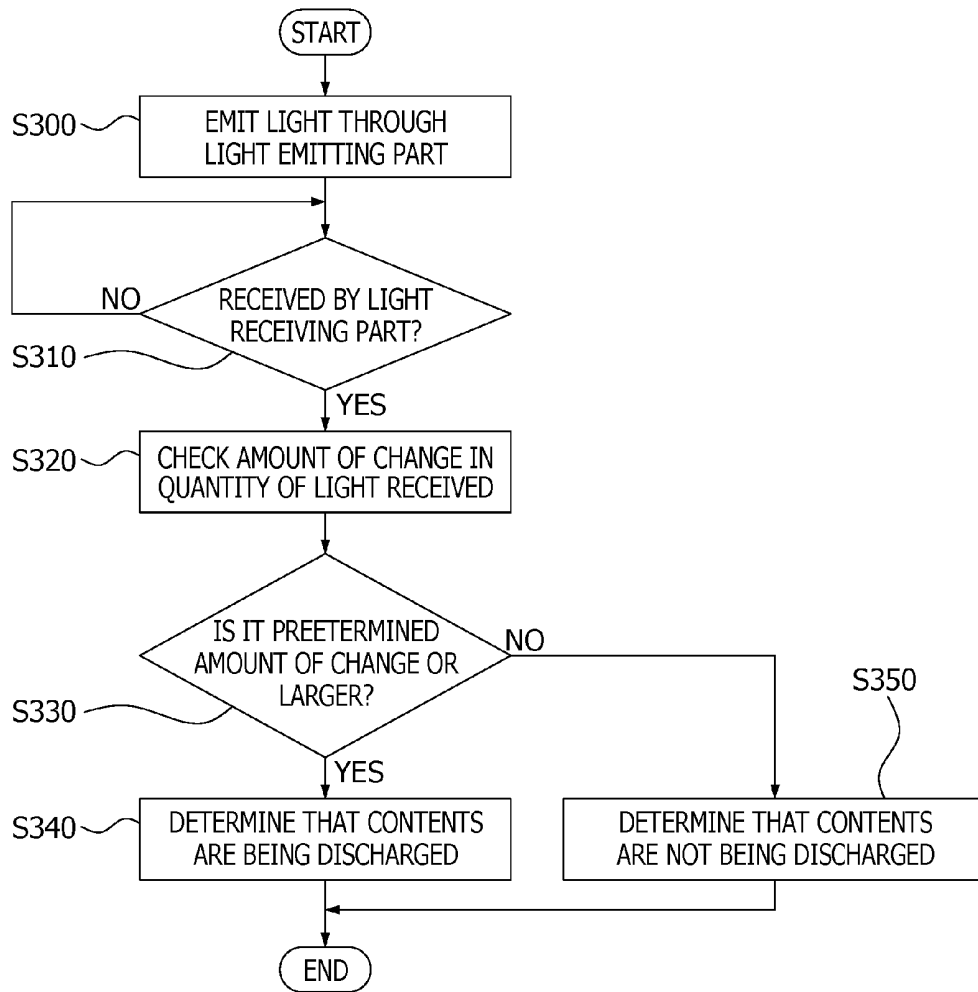 START
S300
EMIT LIGHT THROUGH
LIGHT EMITTING PART
NO
RECEIVED BY LIGHT
RECEIVING PART?
S310
YES
S320
CHECK AMOUNT OF CHANGE IN
QUANTITY OF LIGHT RECEIVED
IS IT PREETERMINED
AMOUNT OF CHANGE OR
LARGER?
NO
S330
S350
YES
S340
DETERMINE THAT CONTENTS
ARE BEING DISCHARGED
DETERMINE THAT CONTENTS
ARE NOT BEING DISCHARGED
END